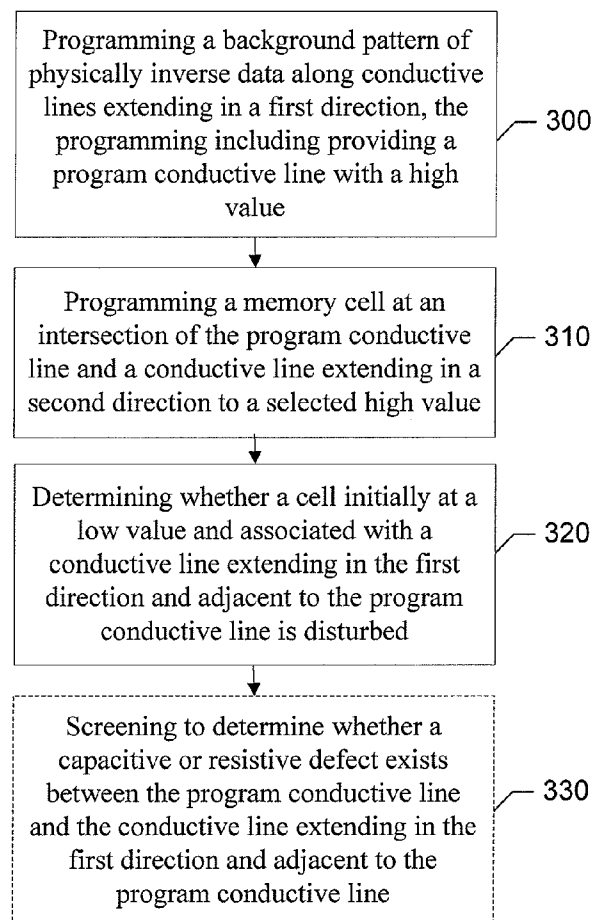 Programming a background pattern of
physically inverse data along conductive
lines extending in a first direction, the
programming including providing a
program conductive line with a high
value
300
Programming a memory cell at an
intersection of the program conductive
line and a conductive line extending in a
second direction to a selected high value
310
Determining whether a cell initially at a
low value and associated with a
conductive line extending in the first
direction and adjacent to the program
conductive line is disturbed
320
Screening to determine whether a
capacitive or resistive defect exists
between the program conductive line
and the conductive line extending in the
first direction and adjacent to the
program conductive line
330